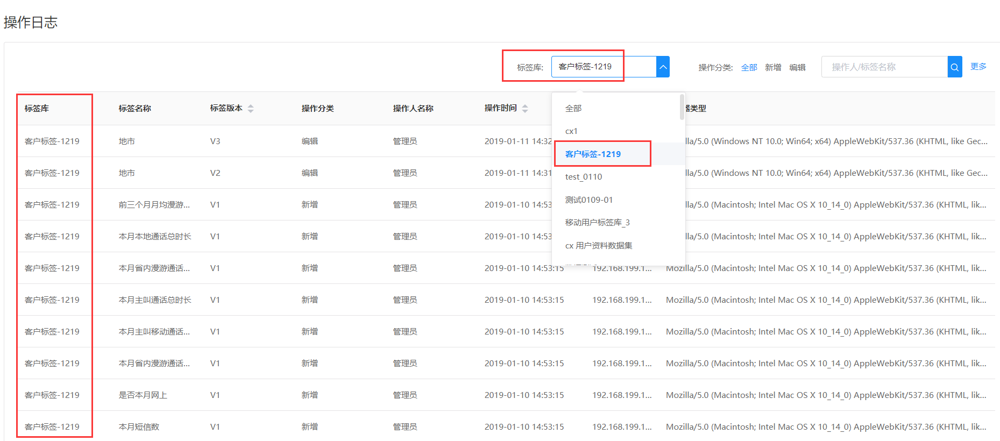 操作日志
标签库: 客户标签-1219 操作分类: 全部 新增 编辑 操作人/标签名称 更多
标签库 标签名称 标签版本 操作分类 操作人名称 操作时间 类型
全部
cx1
客户标签-1219
test_0110
测试0109-01
移动用户标签库_3
cx 用户资料数据集
客户标签-1219 地市 V3 编辑 管理员 2019-01-11 14:32 lla/5.0 (Windows NT 10.0; Win64; x64) AppleWebKit/537.36 (KHTML, like Gec...
客户标签-1219 地市 V2 编辑 管理员 2019-01-11 14:31 lla/5.0 (Windows NT 10.0; Win64; x64) AppleWebKit/537.36 (KHTML, like Gec...
客户标签-1219 前三个月月均漫游... V1 新增 管理员 2019-01-10 14:53 lla/5.0 (Macintosh; Intel Mac OS X 10_14_0) AppleWebKit/537.36 (KHTML, lik...
客户标签-1219 本月本地通话总时长 V1 新增 管理员 2019-01-10 14:53 lla/5.0 (Macintosh; Intel Mac OS X 10_14_0) AppleWebKit/537.36 (KHTML, lik...
客户标签-1219 本月省内漫游通话... V1 新增 管理员 2019-01-10 14:53:15 192.168.199.1... Mozilla/5.0 (Macintosh; Intel Mac OS X 10_14_0) AppleWebKit/537.36 (KHTML, lik...
客户标签-1219 本月主叫通话总时长 V1 新增 管理员 2019-01-10 14:53:15 192.168.199.1... Mozilla/5.0 (Macintosh; Intel Mac OS X 10_14_0) AppleWebKit/537.36 (KHTML, lik...
客户标签-1219 本月主叫移动通话... V1 新增 管理员 2019-01-10 14:53:15 192.168.199.1... Mozilla/5.0 (Macintosh; Intel Mac OS X 10_14_0) AppleWebKit/537.36 (KHTML, lik...
客户标签-1219 本月省内漫游通话... V1 新增 管理员 2019-01-10 14:53:15 192.168.199.1... Mozilla/5.0 (Macintosh; Intel Mac OS X 10_14_0) AppleWebKit/537.36 (KHTML, lik...
客户标签-1219 是否本月网上 V1 新增 管理员 2019-01-10 14:53:15 192.168.199.1... Mozilla/5.0 (Macintosh; Intel Mac OS X 10_14_0) AppleWebKit/537.36 (KHTML, lik...
客户标签-1219 本月短信数 V1 新增 管理员 2019-01-10 14:53:15 192.168.199.1... Mozilla/5.0 (Macintosh; Intel Mac OS X 10_14_0) AppleWebKit/537.36 (KHTML, lik...